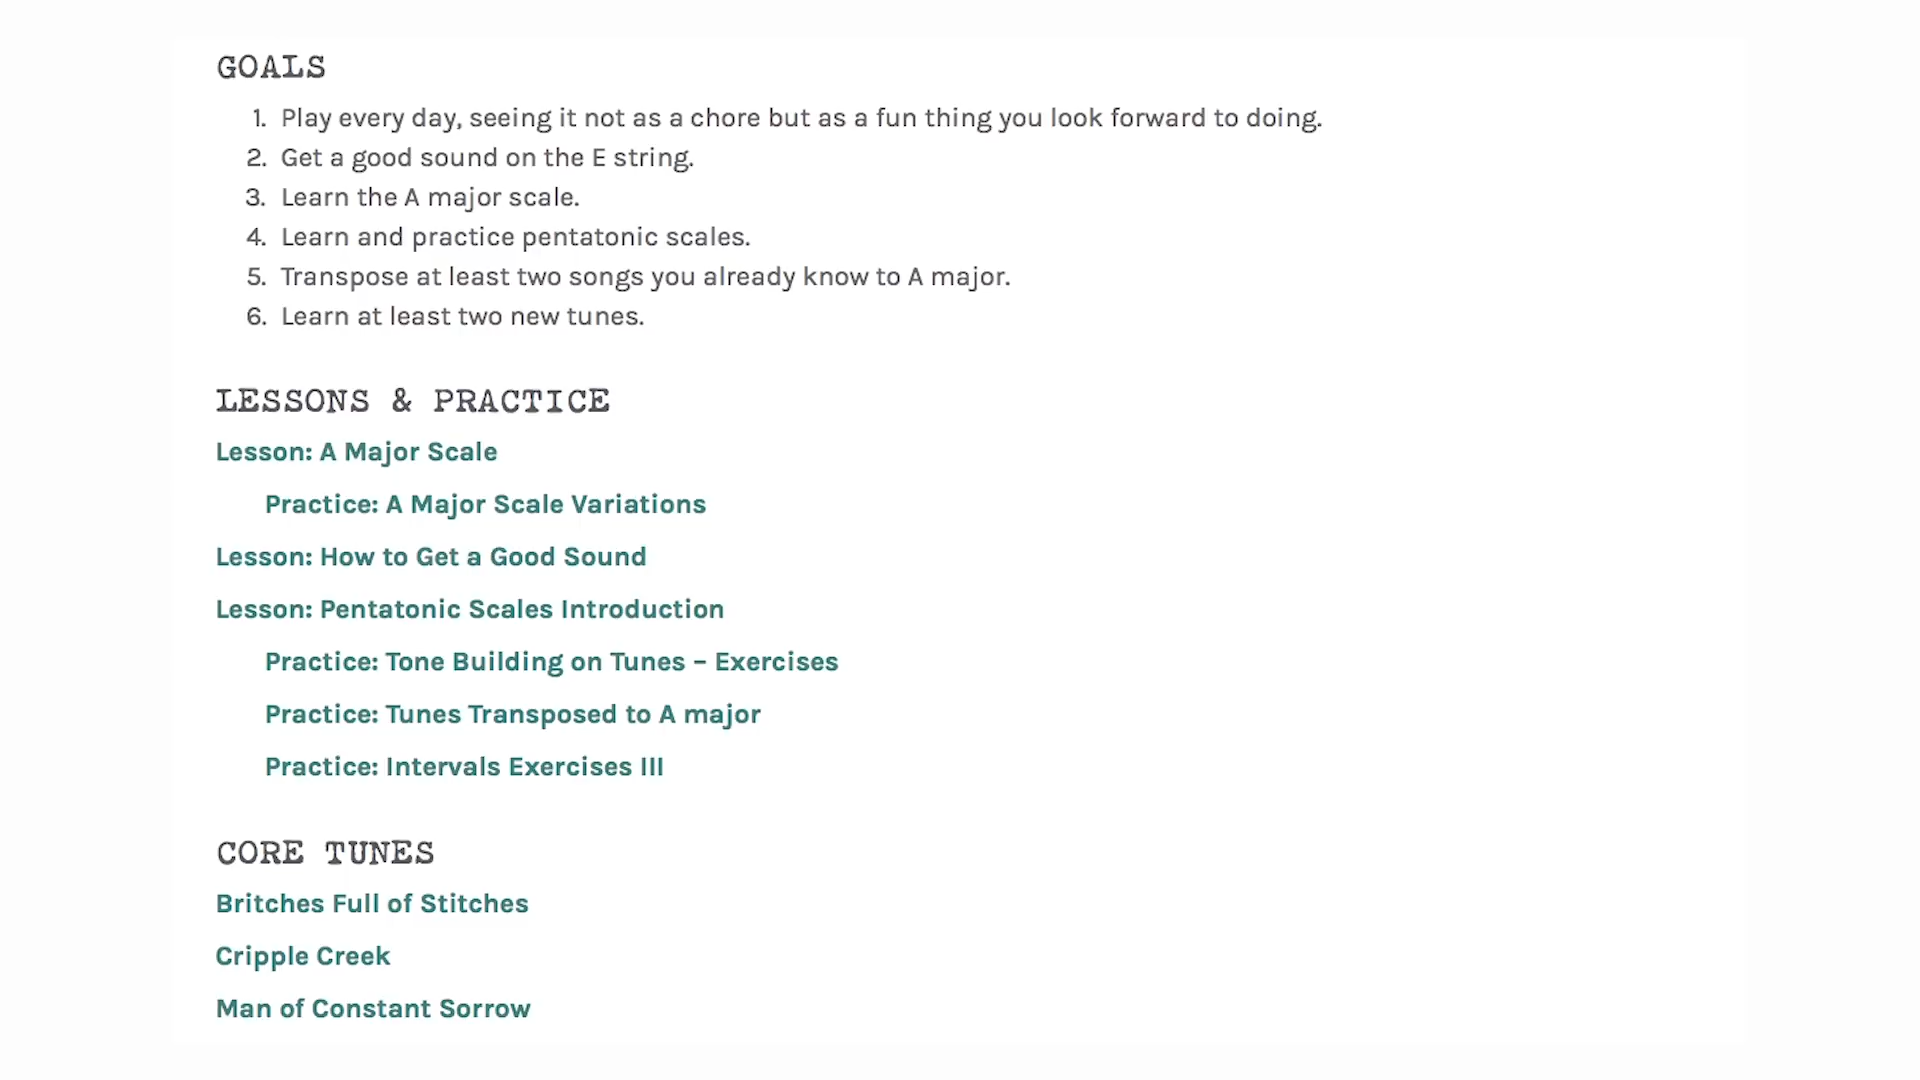 GOALS
1. Play every day, seeing it not as a chore but as a fun thing you look forward to doing.
2. Get a good sound on the E string.
3. Learn the A major scale.
4. Learn and practice pentatonic scales.
5. Transpose at least two songs you already know to A major.
6. Learn at least two new tunes.
LESSONS & PRACTICE
Lesson: A Major Scale
Practice: A Major Scale Variations
Lesson: How to Get a Good Sound
Lesson: Pentatonic Scales Introduction
Practice: Tone Building on Tunes – Exercises
Practice: Tunes Transposed to A major
Practice: Intervals Exercises III
CORE TUNES
Britches Full of Stitches
Cripple Creek
Man of Constant Sorrow